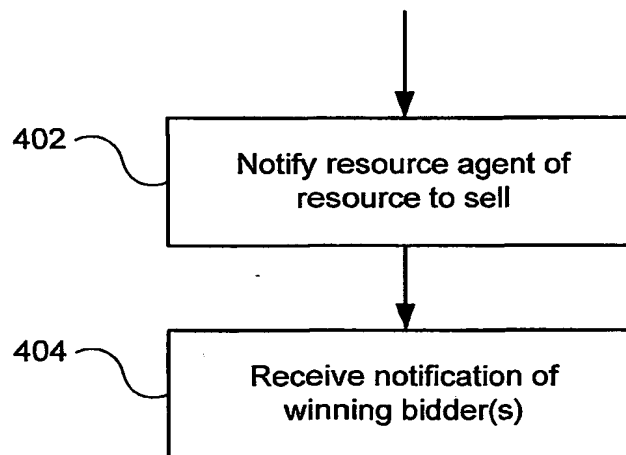 402
Notify resource agent of
resource to sell
404
Receive notification of
winning bidder(s)